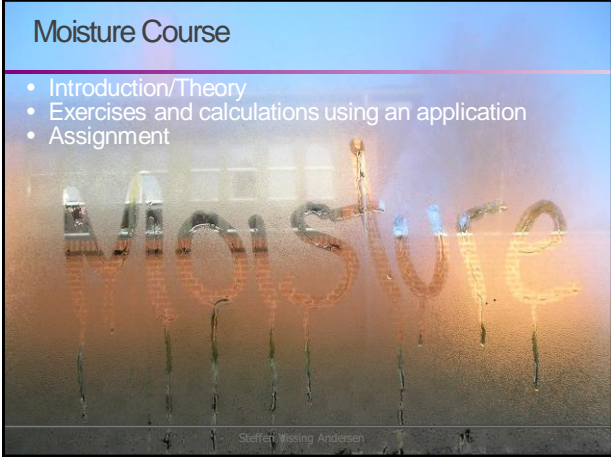 Moisture Course
• Introduction/Theory
• Exercises and calculations using an application
• Assignment
Moisture
Steffen Vissing Andersen